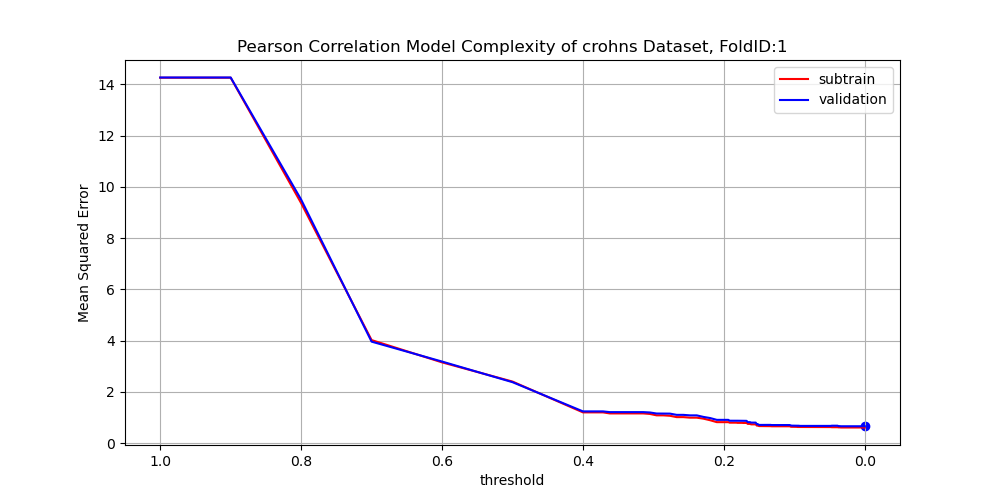 Pearson Correlation Model Complexity of crohns Dataset, FoldID:1
subtrain
validation
Mean Squared Error
14
12
10
8
6
4
2
0
1.0 0.8 0.6 0.4 0.2 0.0
threshold